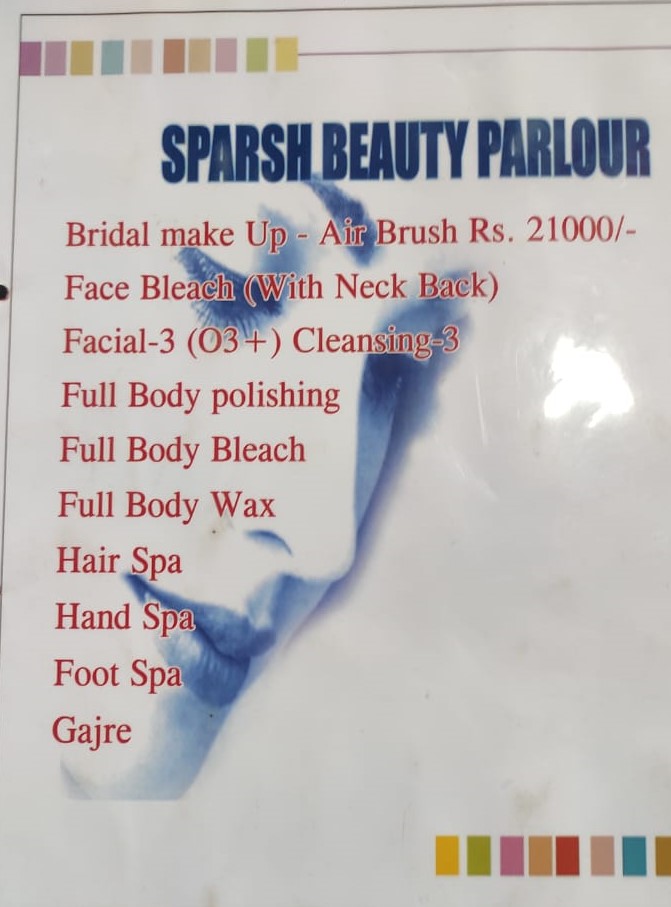 SPARSH BEAUTY PARLOUR
Bridal make Up - Air Brush Rs. 21000/-
Face Bleach (With Neck Back)
Facial-3 (O3+) Cleansing-3
Full Body polishing
Full Body Bleach
Full Body Wax
Hair Spa
Hand Spa
Foot Spa
Gajre